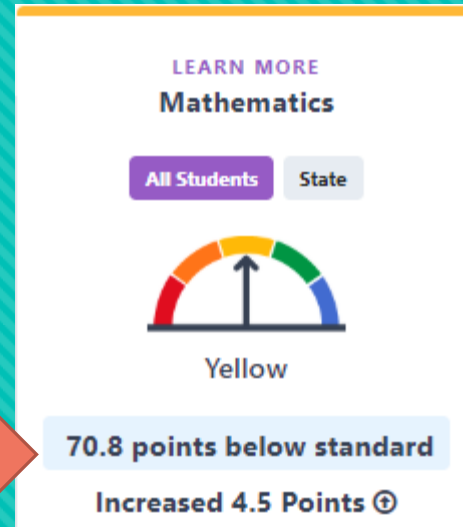 LEARN MORE
Mathematics
All Students State
Yellow
70.8 points below standard
Increased 4.5 Points